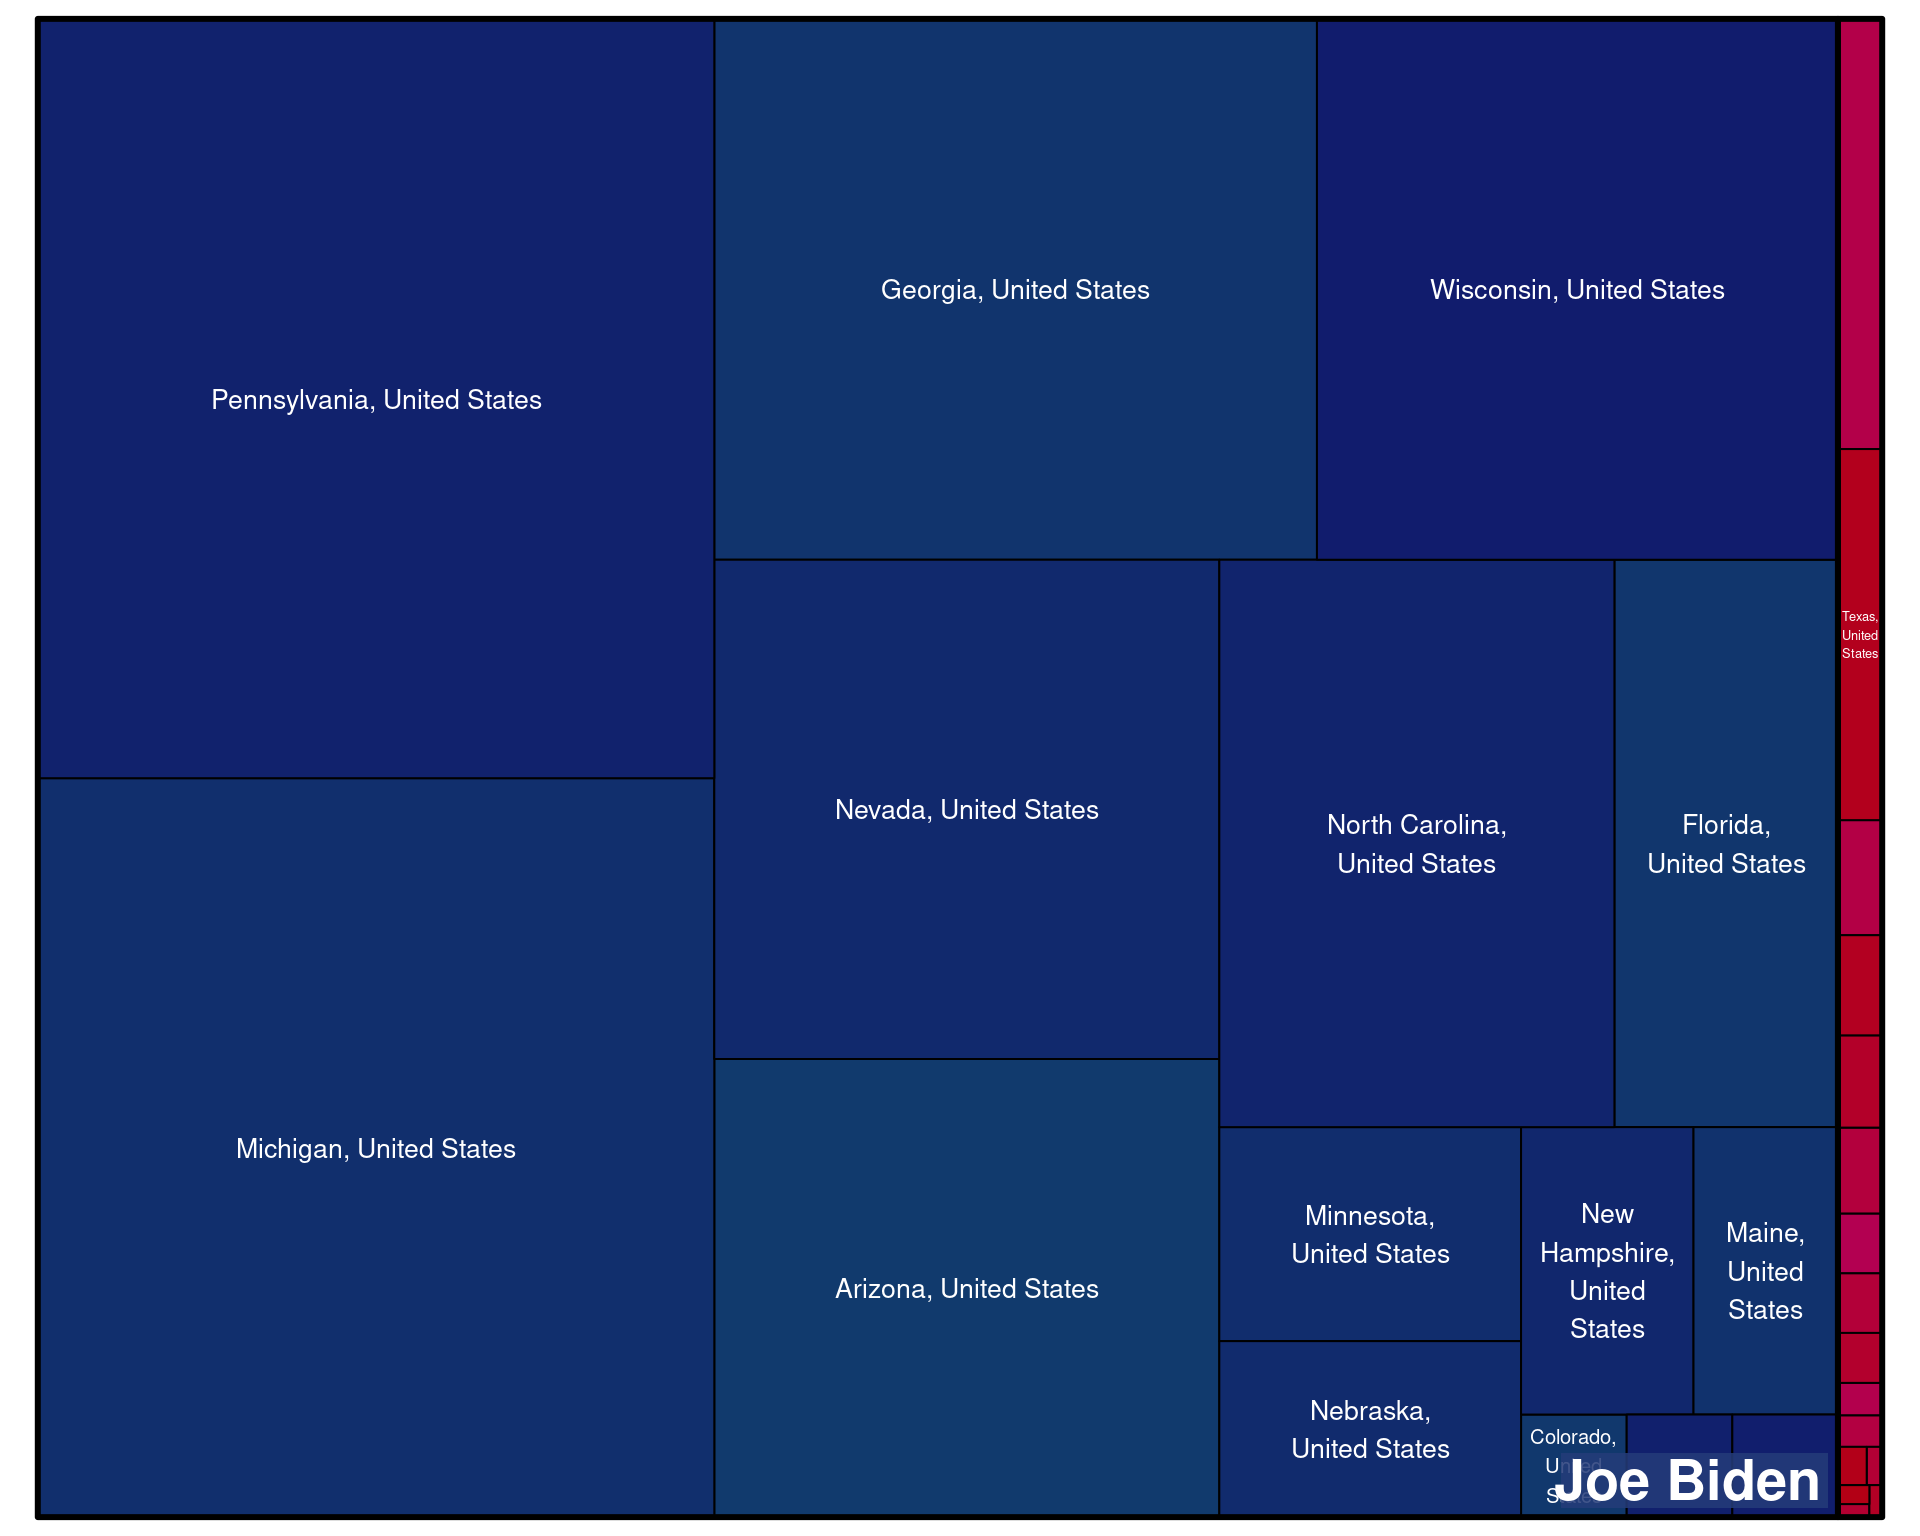 Pennsylvania, United States
Georgia, United States
Wisconsin, United States
Texas,
United
States
Michigan, United States
Nevada, United States
North Carolina,
United States
Florida,
United States
Arizona, United States
Minnesota,
United States
New
Hampshire,
United
States
Maine,
United
States
Nebraska,
United States
Colorado,
United
States
Joe Biden